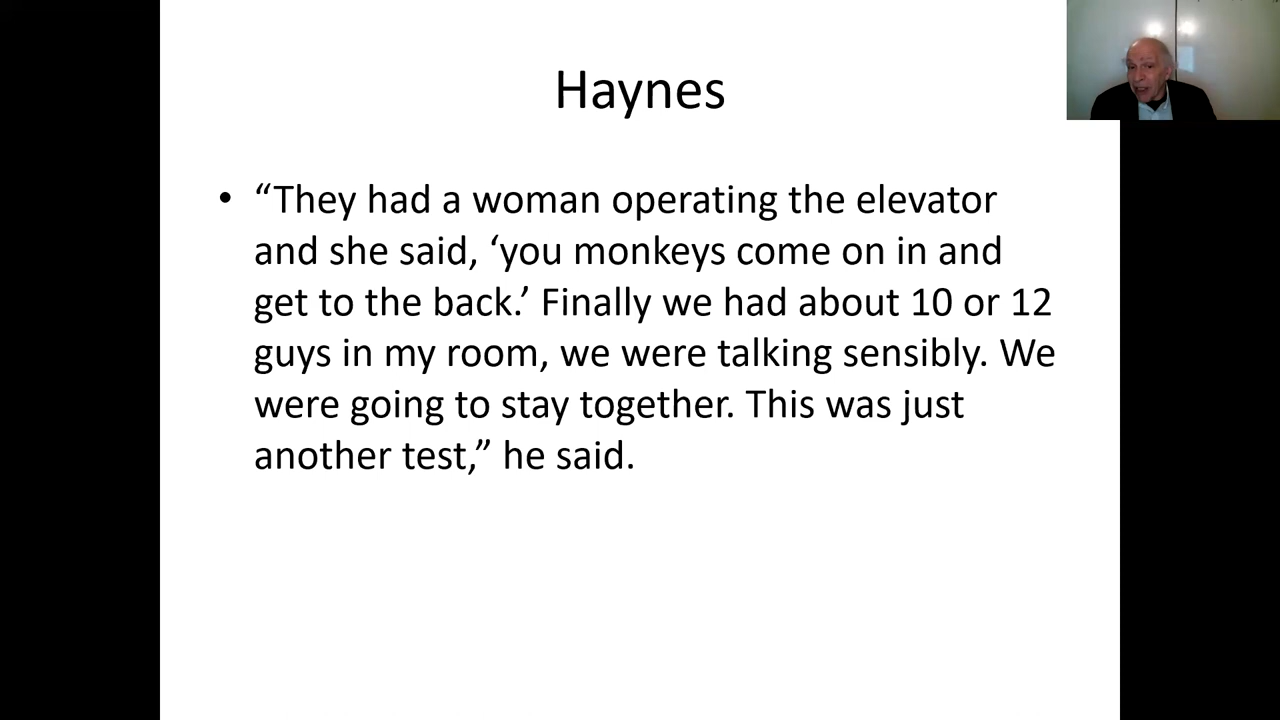 Haynes
• “They had a woman operating the elevator
and she said, ‘you monkeys come on in and
get to the back.’ Finally we had about 10 or 12
guys in my room, we were talking sensibly. We
were going to stay together. This was just
another test,” he said.